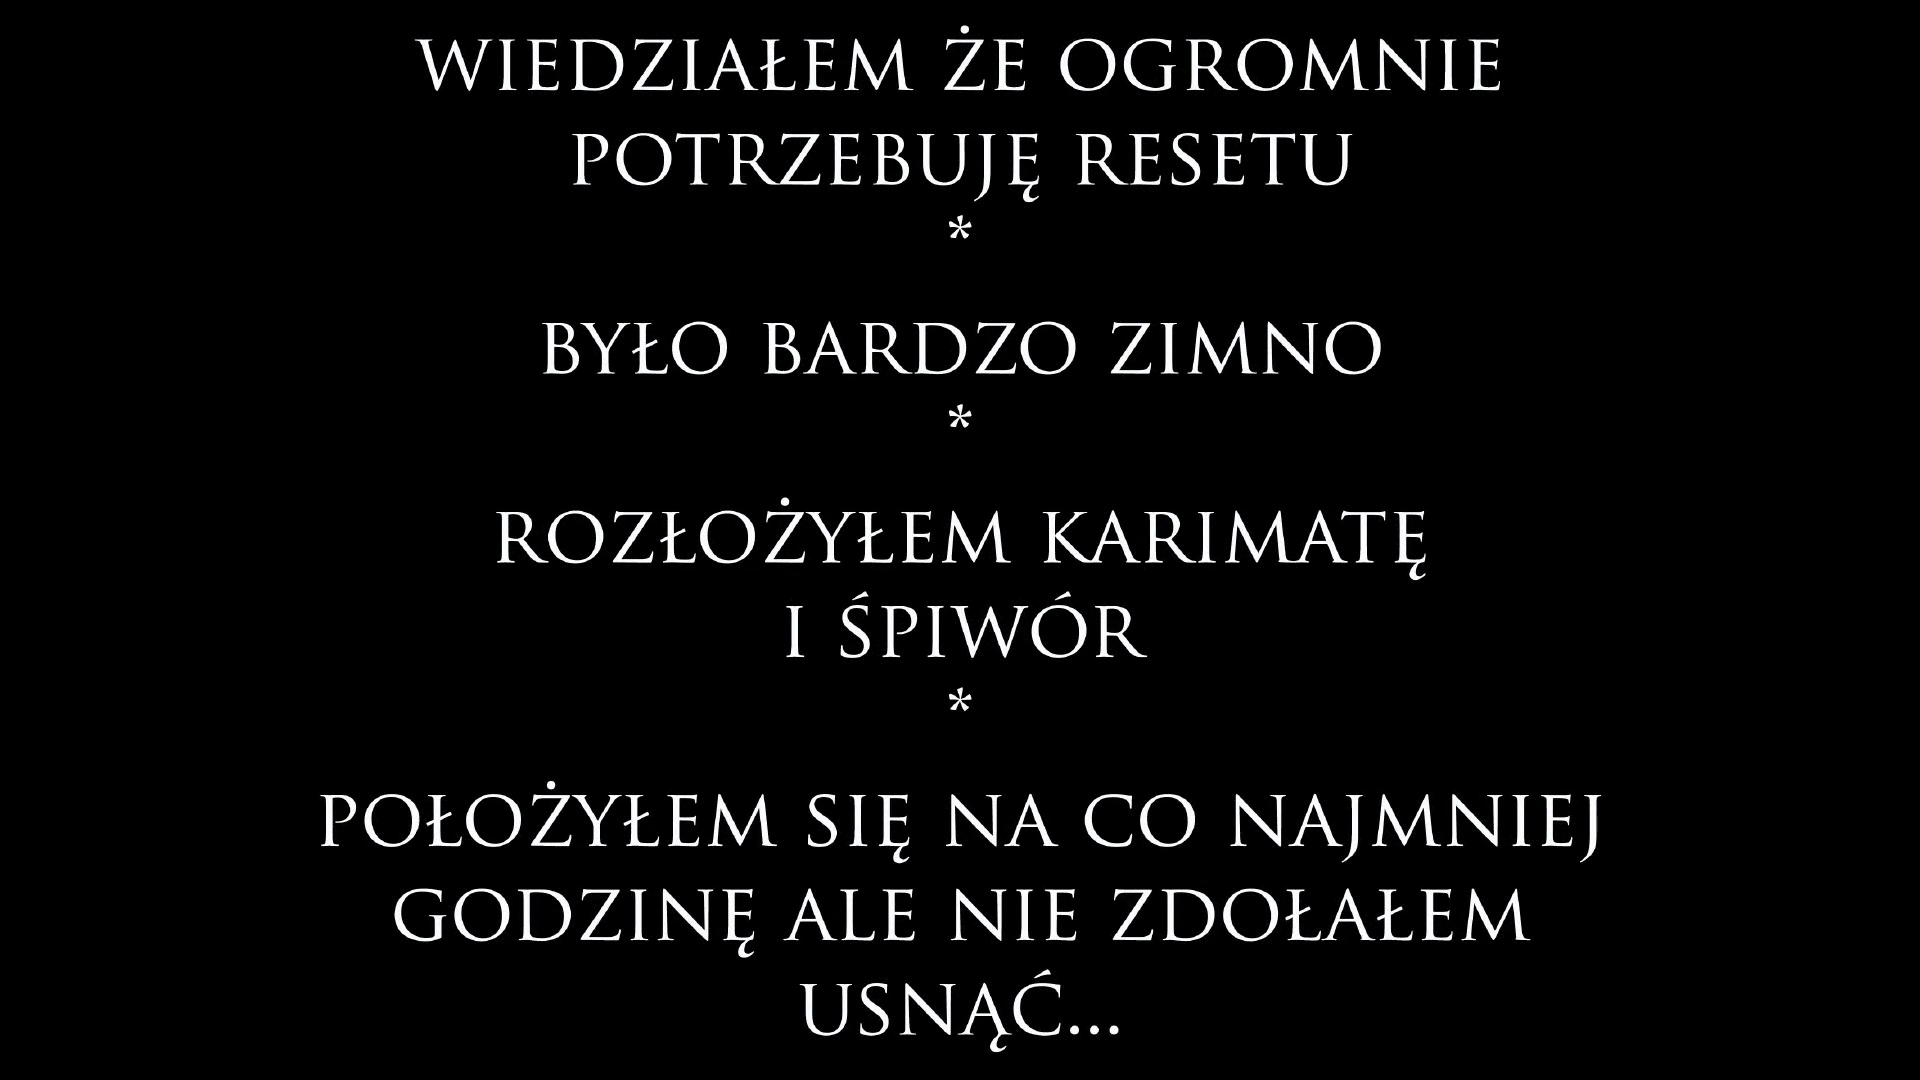 WIEDZIAŁEM ŻE OGROMNIE
POTRZEBUJĘ RESETU
*
BYŁO BARDZO ZIMNO
*
ROZŁOŻYŁEM KARIMATĘ
I ŚPIWÓR
*
POŁOŻYŁEM SIĘ NA CO NAJMNIEJ
GODZINĘ ALE NIE ZDOŁAŁEM
USNĄĆ...